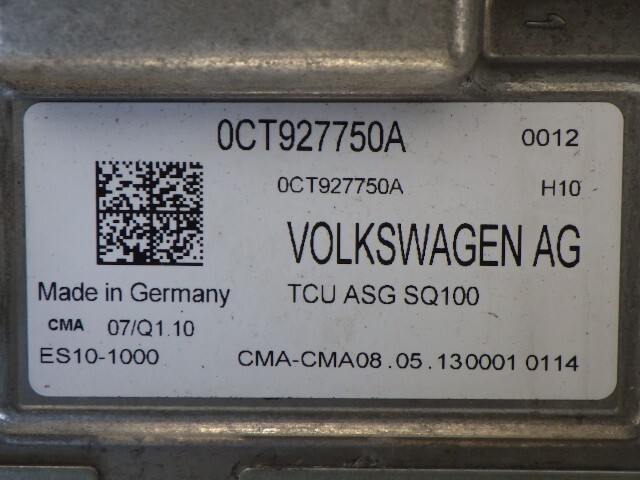 0CT927750A 0012
0CT927750A H10
VOLKSWAGEN AG
Made in Germany TCU ASG SQ100
CMA 07/Q1.10
ES10-1000 CMA-CMA08.05.130001 0114